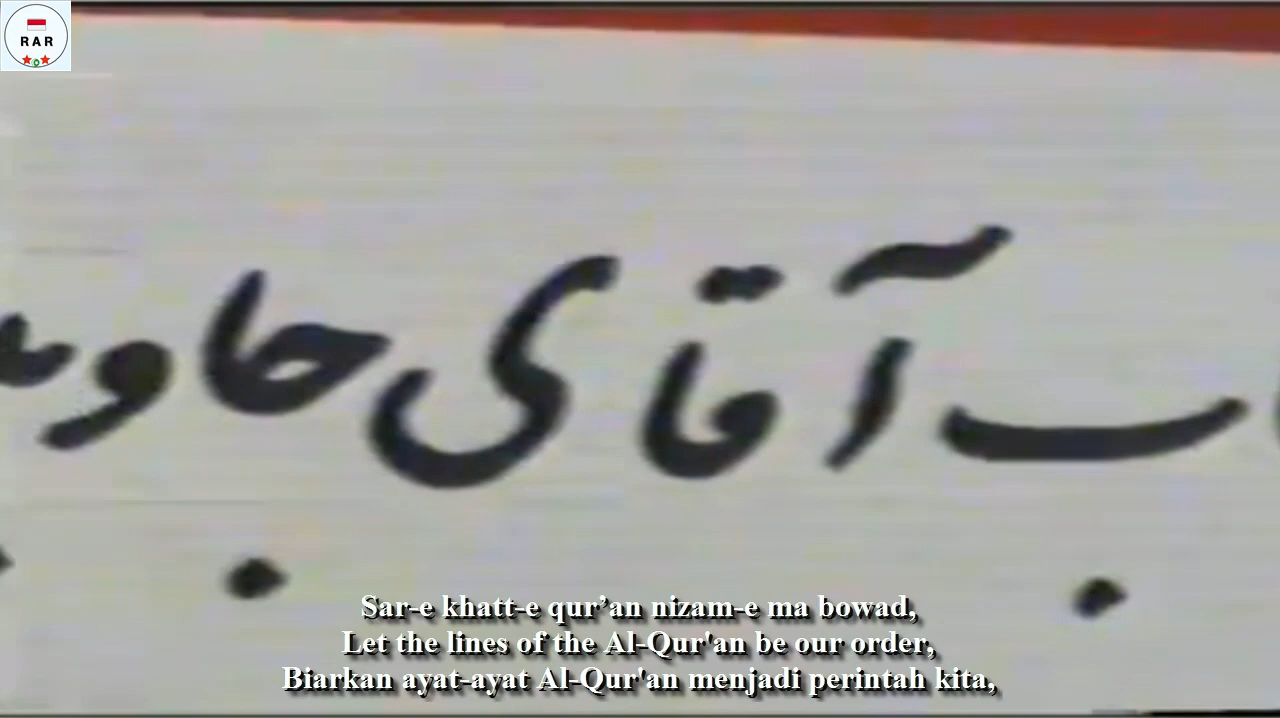 RAR
ب آقای جاوید
Sar-e khatt-e qur’an nizam-e ma bowad,
Let the lines of the Al-Qur'an be our order,
Biarkan ayat-ayat Al-Qur'an menjadi perintah kita,